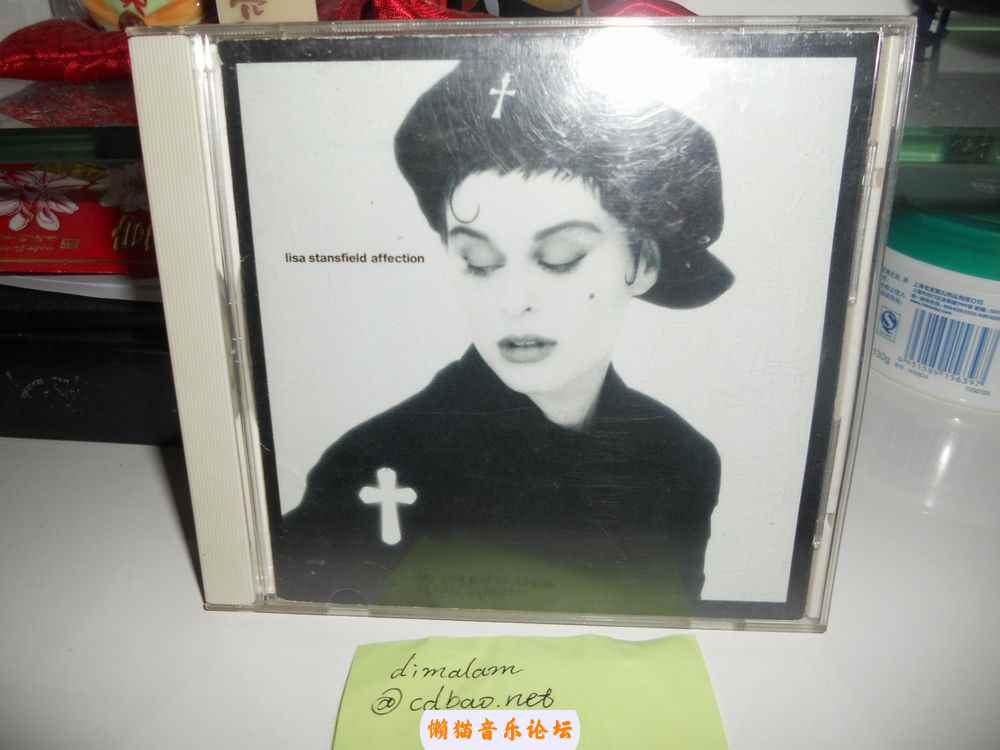 lisa stansfield affection
dimalam
@cdbao.net
懒猫音乐论坛